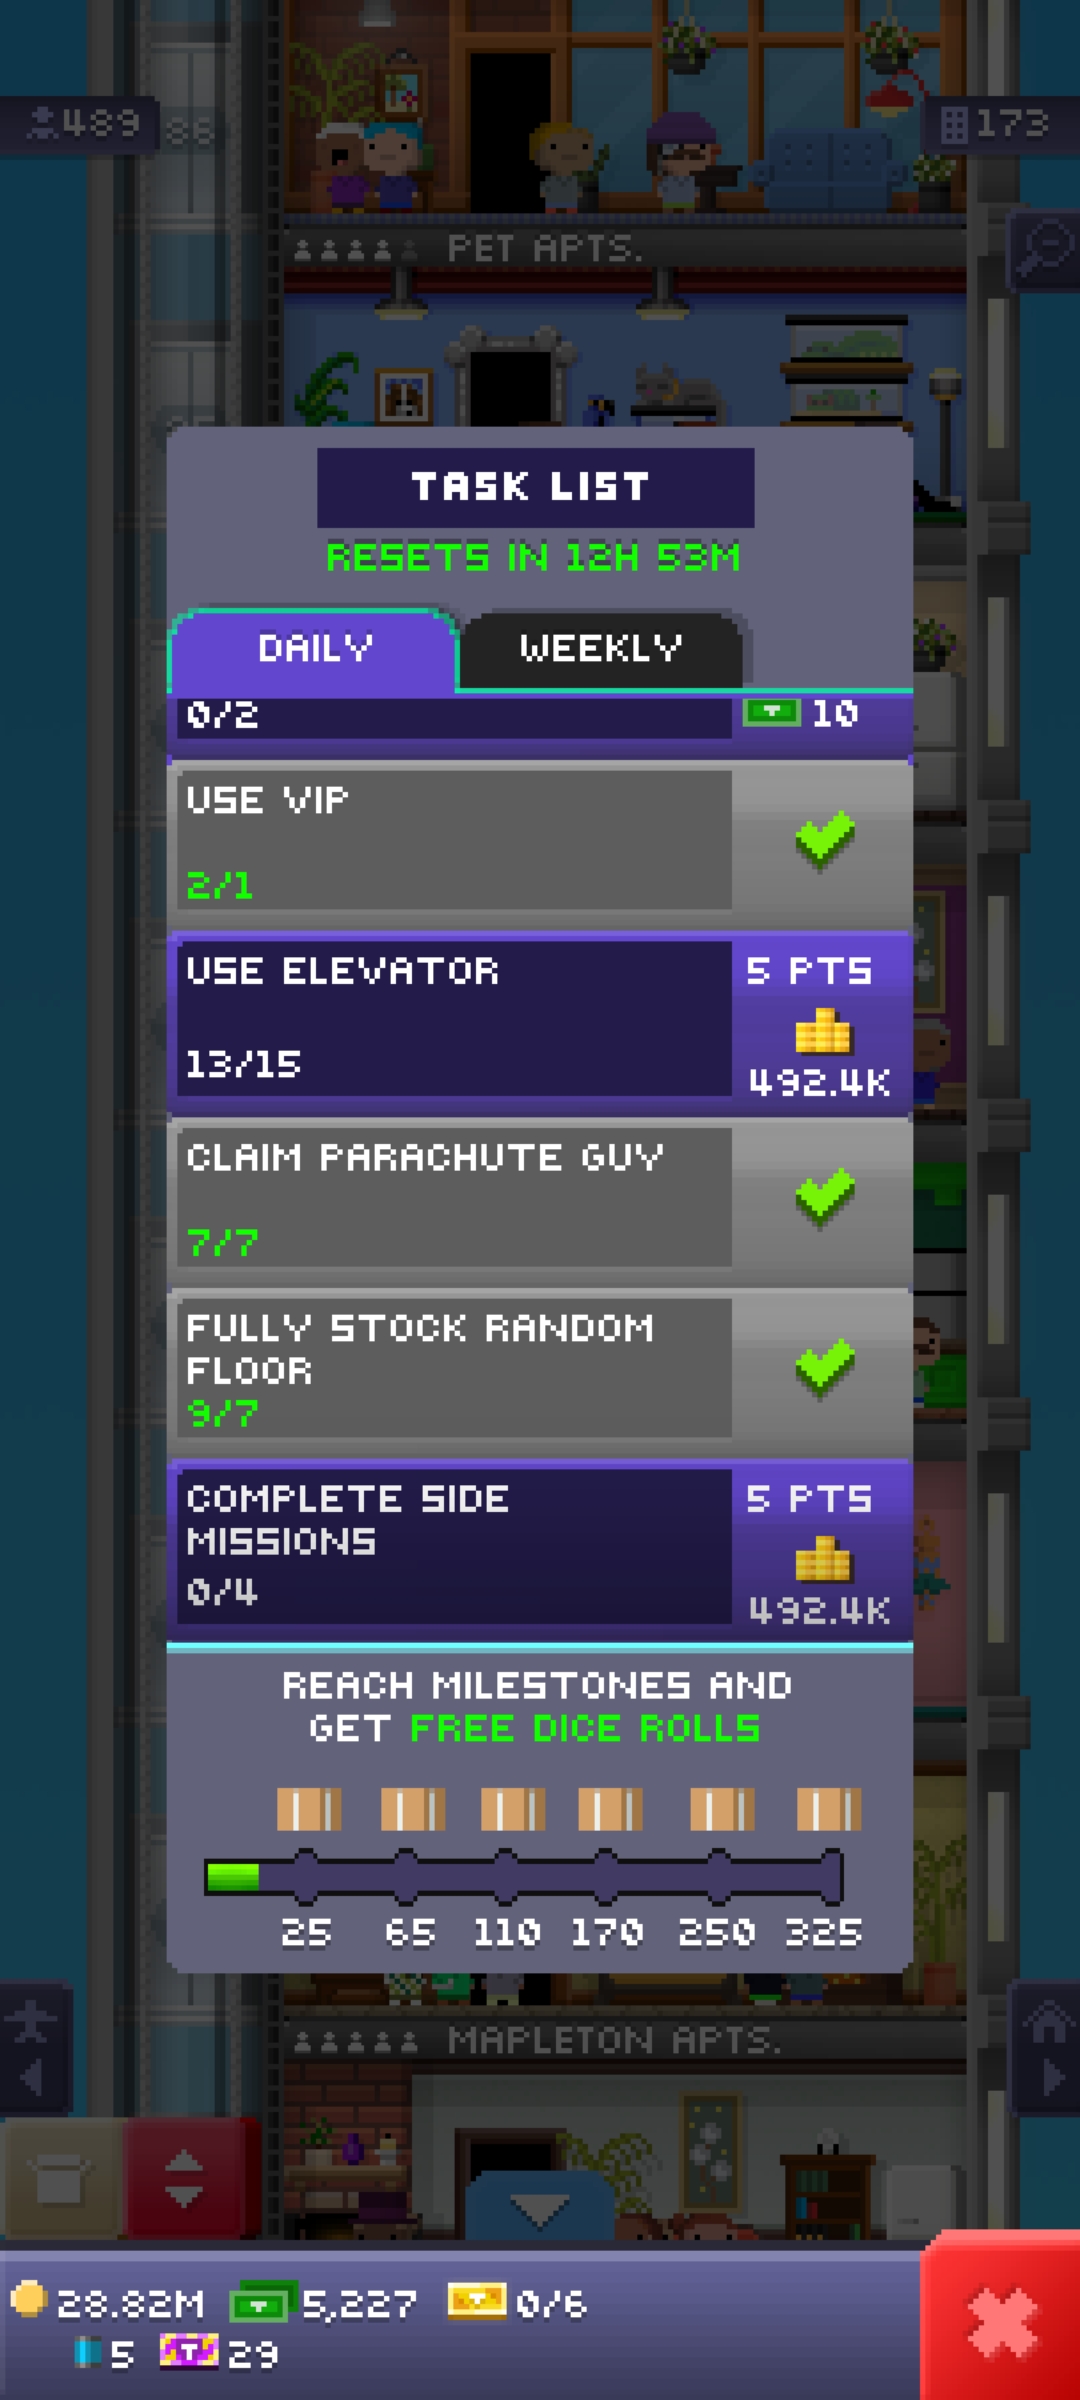 489
88
173
PET APTS.
TASK LIST
RESETS IN 12H 53M
DAILY
WEEKLY
0/2
10
USE VIP
2/1
USE ELEVATOR
5 PTS
13/15
492.4K
CLAIM PARACHUTE GUY
7/7
FULLY STOCK RANDOM
FLOOR
9/7
COMPLETE SIDE
MISSIONS
5 PTS
0/4
492.4K
REACH MILESTONES AND
GET FREE DICE ROLLS
25 65 110 170 250 325
MAPLETON APTS.
28.82M 5,227 0/6
5 29